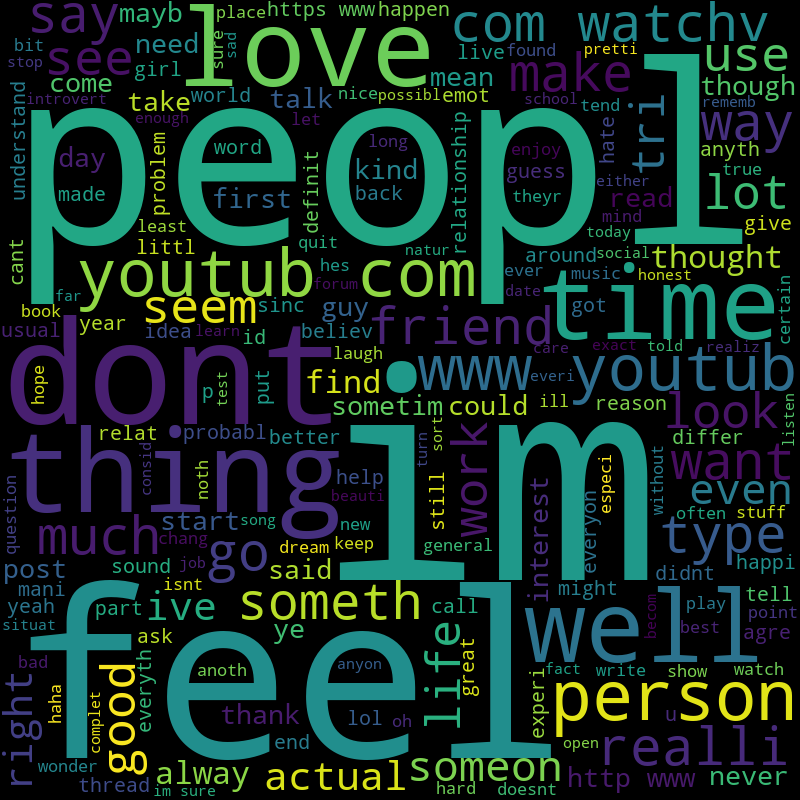 say
mayb
love
place
https www
happen
com watchv
see
need
girl
sure
sad
live
found
pretti
use
bit
stop
come
take
world
talk
nice
possibl
emot
mean
make
school
tend
rememb
though
introvert
enough
let
way
understand
day
problem
word
long
peopl
enjoy
hate
tri
anyth
made
first
definit
kind
back
relationship
guess
either
true
theyr
mind
read
lot
least
littl
quit
natur
today
give
cant
youtub com
hes
ever
around
social
thought
far
forum
music
honest
book
seem
sinc
guy
date
got
time
certain
usual
year
idea
learn
id
believ
friend
care
exact
told
realiz
dont
laugh
www
everi
youtub
hope
p
test
put
find
sometim
could
ill
reason
look
listen
relat
probabl
better
im
sort
differ
thing
noth
consid
help
still
turn
work
want
question
beauti
without
even
much
start
song
new
interest
everyon
especi
often
stuff
type
chang
general
post
sound
job
go
dream
keep
happi
mani
isnt
said
didnt
yeah
part
ive
someth
call
might
play
tell
situat
ye
well
becom
best
point
agre
ask
feel
life
right
bad
good
everyth
anoth
anyon
great
experi
fact
write
show
watch
haha
complet
thank
lol
oh
person
u
wonder
end
open
realli
thread
alway
actual
someon
http www
never
im sure
hard
doesnt